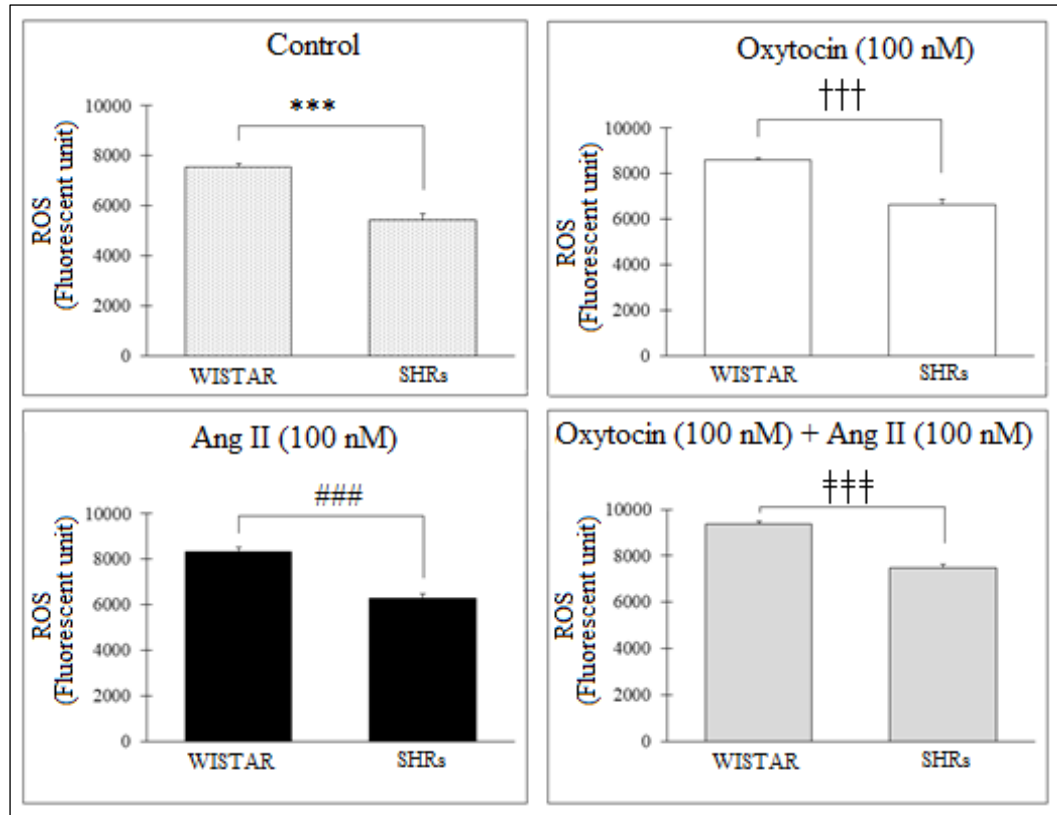 Control
***
ROS
(Fluorescent unit)
10000
8000
6000
4000
2000
0
WISTAR SHRs
Oxytocin (100 nM)
†††
ROS
(Fluorescent unit)
10000
8000
6000
4000
2000
0
WISTAR SHRs
Ang II (100 nM)
###
ROS
(Fluorescent unit)
10000
8000
6000
4000
2000
0
WISTAR SHRs
Oxytocin (100 nM) + Ang II (100 nM)
‡‡‡
ROS
(Fluorescent unit)
10000
8000
6000
4000
2000
0
WISTAR SHRs